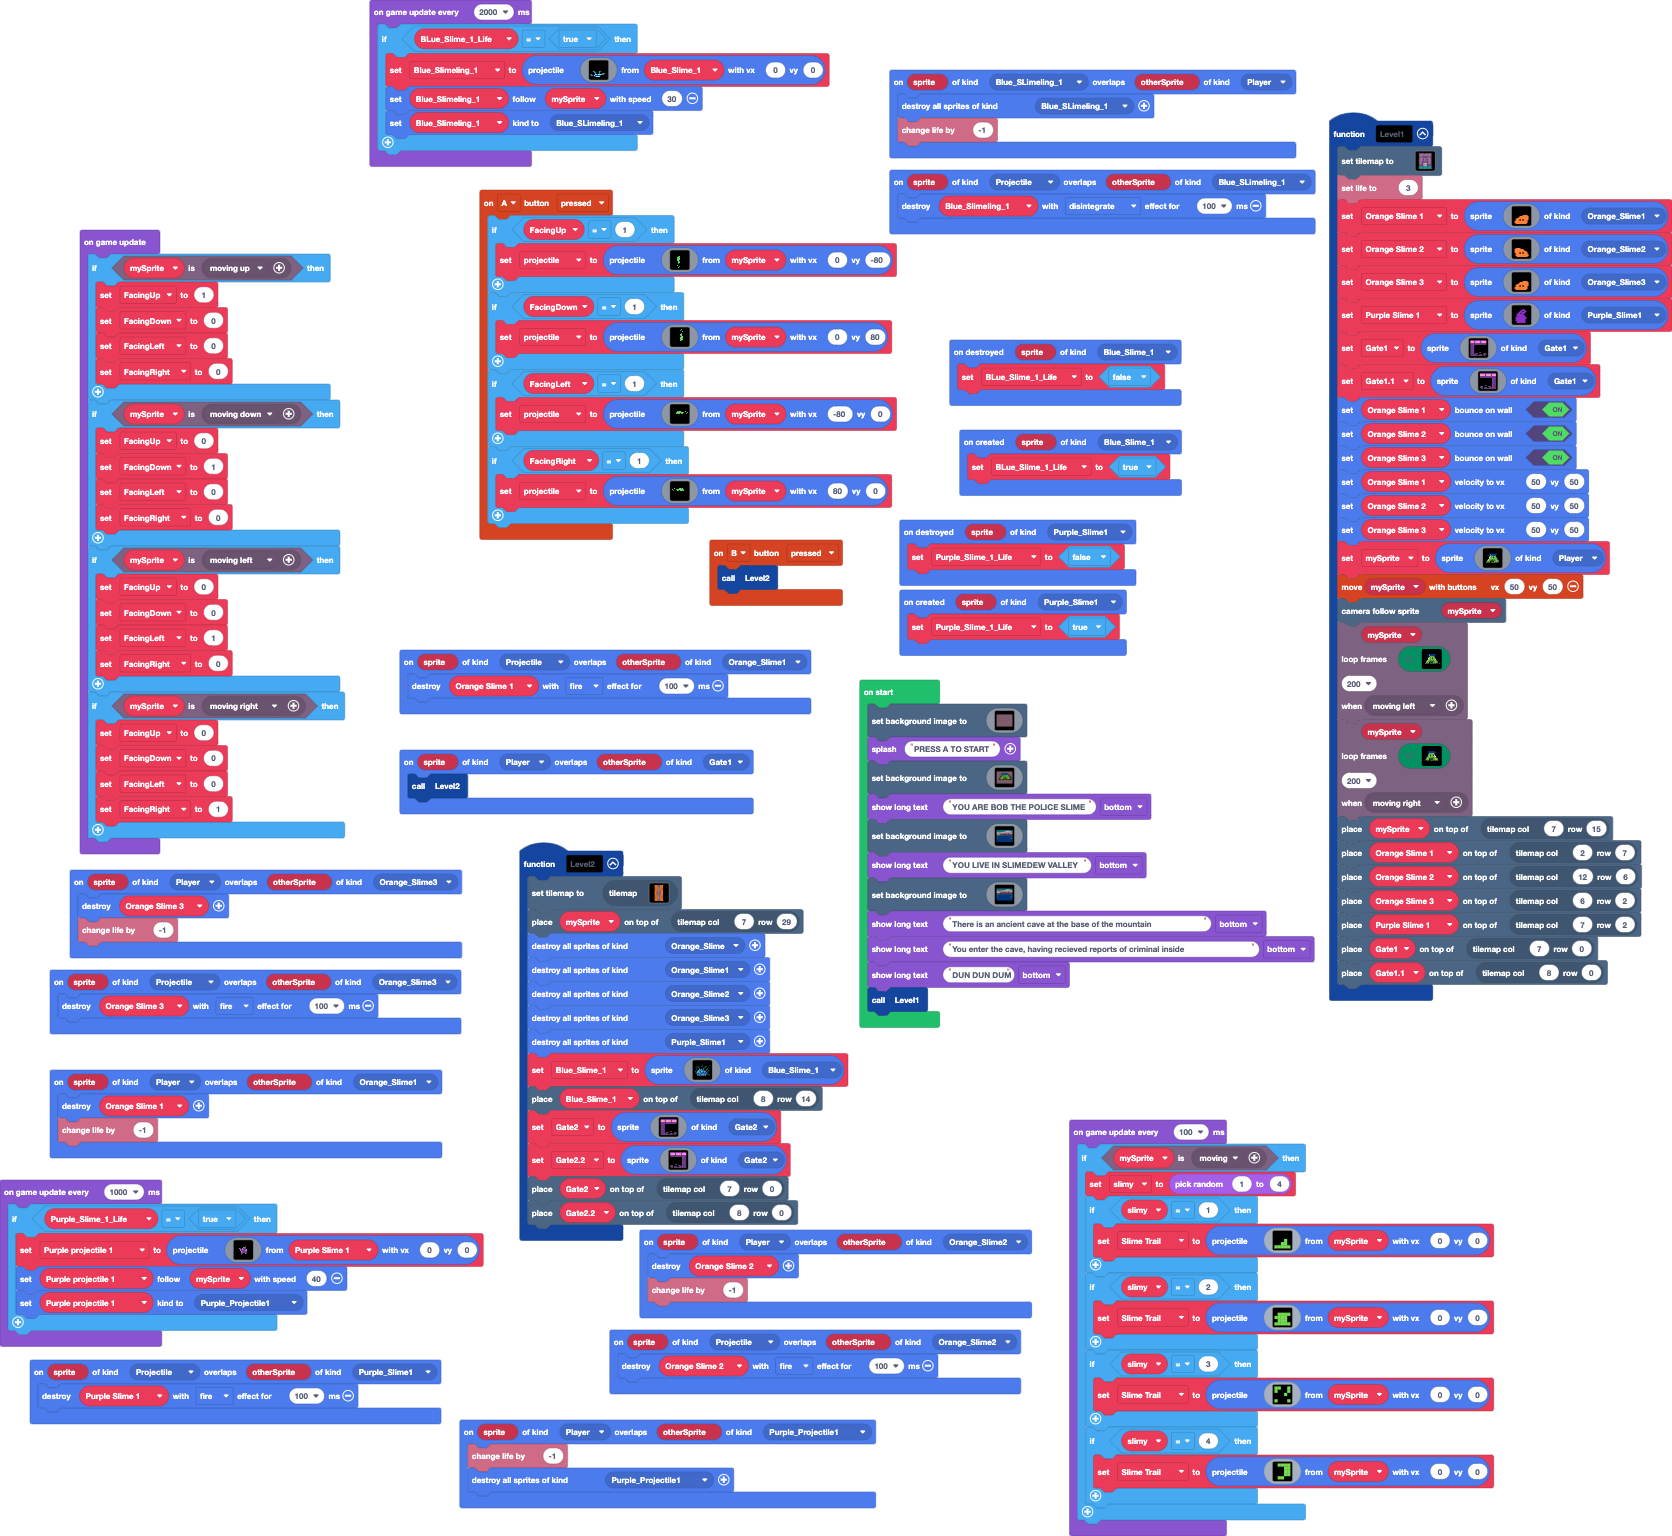 on game update every 2000 ms
if BLue_Slime_1_Life = true then
set Blue_Slimeling_1 to projectile from Blue_Slime_1 with vx 0 vy 0
set Blue_Slimeling_1 follow mySprite with speed 30
set Blue_Slimeling_1 kind to Blue_SLimeling_1
on sprite of kind Blue_SLimeling_1 overlaps otherSprite of kind Player
destroy all sprites of kind Blue_SLimeling_1
change life by -1
on sprite of kind Projectile overlaps otherSprite of kind Blue_SLimeling_1
destroy Blue_Slimeling_1 with disintegrate effect for 100 ms
on A button pressed
if FacingUp = 1 then
set projectile to projectile from mySprite with vx 0 vy -80
if FacingDown = 1 then
set projectile to projectile from mySprite with vx 0 vy 80
if FacingLeft = 1 then
set projectile to projectile from mySprite with vx -80 vy 0
if FacingRight = 1 then
set projectile to projectile from mySprite with vx 80 vy 0
on game update
if mySprite is moving up then
set FacingUp to 1
set FacingDown to 0
set FacingLeft to 0
set FacingRight to 0
if mySprite is moving down then
set FacingUp to 0
set FacingDown to 1
set FacingLeft to 0
set FacingRight to 0
if mySprite is moving left then
set FacingUp to 0
set FacingDown to 0
set FacingLeft to 1
set FacingRight to 0
if mySprite is moving right then
set FacingUp to 0
set FacingDown to 0
set FacingLeft to 0
set FacingRight to 1
on destroyed sprite of kind Blue_Slime_1
set BLue_Slime_1_Life to false
on created sprite of kind Blue_Slime_1
set BLue_Slime_1_Life to true
on destroyed sprite of kind Purple_Slime1
set Purple_Slime_1_Life to false
on created sprite of kind Purple_Slime1
set Purple_Slime_1_Life to true
on B button pressed
call Level2
on sprite of kind Projectile overlaps otherSprite of kind Orange_Slime1
destroy Orange Slime 1 with fire effect for 100 ms
on sprite of kind Player overlaps otherSprite of kind Gate1
call Level2
on start
set background image to
splash "PRESS A TO START"
set background image to
show long text "YOU ARE BOB THE POLICE SLIME" bottom
set background image to
show long text "YOU LIVE IN SLIMEDEW VALLEY" bottom
set background image to
show long text "There is an ancient cave at the base of the mountain" bottom
show long text "You enter the cave, having recieved reports of criminal inside" bottom
show long text "DUN DUN DUM" bottom
call Level1
function Level1
set tilemap to
set life to 3
set Orange Slime 1 to sprite of kind Orange_Slime1
set Orange Slime 2 to sprite of kind Orange_Slime2
set Orange Slime 3 to sprite of kind Orange_Slime3
set Purple Slime 1 to sprite of kind Purple_Slime1
set Gate1 to sprite of kind Gate1
set Gate1.1 to sprite of kind Gate1
set Orange Slime 1 bounce on wall ON
set Orange Slime 2 bounce on wall ON
set Orange Slime 3 bounce on wall ON
set Orange Slime 1 velocity to vx 50 vy 50
set Orange Slime 2 velocity to vx 50 vy 50
set Orange Slime 3 velocity to vx 50 vy 50
set mySprite to sprite of kind Player
move mySprite with buttons vx 50 vy 50
camera follow sprite mySprite
mySprite
loop frames
200
when moving left
mySprite
loop frames
200
when moving right
place mySprite on top of tilemap col 7 row 15
place Orange Slime 1 on top of tilemap col 2 row 7
place Orange Slime 2 on top of tilemap col 12 row 6
place Orange Slime 3 on top of tilemap col 6 row 2
place Purple Slime 1 on top of tilemap col 7 row 2
place Gate1 on top of tilemap col 7 row 0
place Gate1.1 on top of tilemap col 8 row 0
on sprite of kind Player overlaps otherSprite of kind Orange_Slime3
destroy Orange Slime 3
change life by -1
on sprite of kind Projectile overlaps otherSprite of kind Orange_Slime3
destroy Orange Slime 3 with fire effect for 100 ms
on sprite of kind Player overlaps otherSprite of kind Orange_Slime1
destroy Orange Slime 1
change life by -1
function Level2
set tilemap to tilemap
place mySprite on top of tilemap col 7 row 29
destroy all sprites of kind Orange_Slime
destroy all sprites of kind Orange_Slime1
destroy all sprites of kind Orange_Slime2
destroy all sprites of kind Orange_Slime3
destroy all sprites of kind Purple_Slime1
set Blue_Slime_1 to sprite of kind Blue_Slime_1
place Blue_Slime_1 on top of tilemap col 8 row 14
set Gate2 to sprite of kind Gate2
set Gate2.2 to sprite of kind Gate2
place Gate2 on top of tilemap col 7 row 0
place Gate2.2 on top of tilemap col 8 row 0
on game update every 1000 ms
if Purple_Slime_1_Life = true then
set Purple projectile 1 to projectile from Purple Slime 1 with vx 0 vy 0
set Purple projectile 1 follow mySprite with speed 40
set Purple projectile 1 kind to Purple_Projectile1
on sprite of kind Projectile overlaps otherSprite of kind Purple_Slime1
destroy Purple Slime 1 with fire effect for 100 ms
on sprite of kind Player overlaps otherSprite of kind Orange_Slime2
destroy Orange Slime 2
change life by -1
on sprite of kind Projectile overlaps otherSprite of kind Orange_Slime2
destroy Orange Slime 2 with fire effect for 100 ms
on sprite of kind Player overlaps otherSprite of kind Purple_Projectile1
change life by -1
destroy all sprites of kind Purple_Projectile1
on game update every 100 ms
if mySprite is moving then
set slimy to pick random 1 to 4
if slimy = 1 then
set Slime Trail to projectile from mySprite with vx 0 vy 0
if slimy = 2 then
set Slime Trail to projectile from mySprite with vx 0 vy 0
if slimy = 3 then
set Slime Trail to projectile from mySprite with vx 0 vy 0
if slimy = 4 then
set Slime Trail to projectile from mySprite with vx 0 vy 0